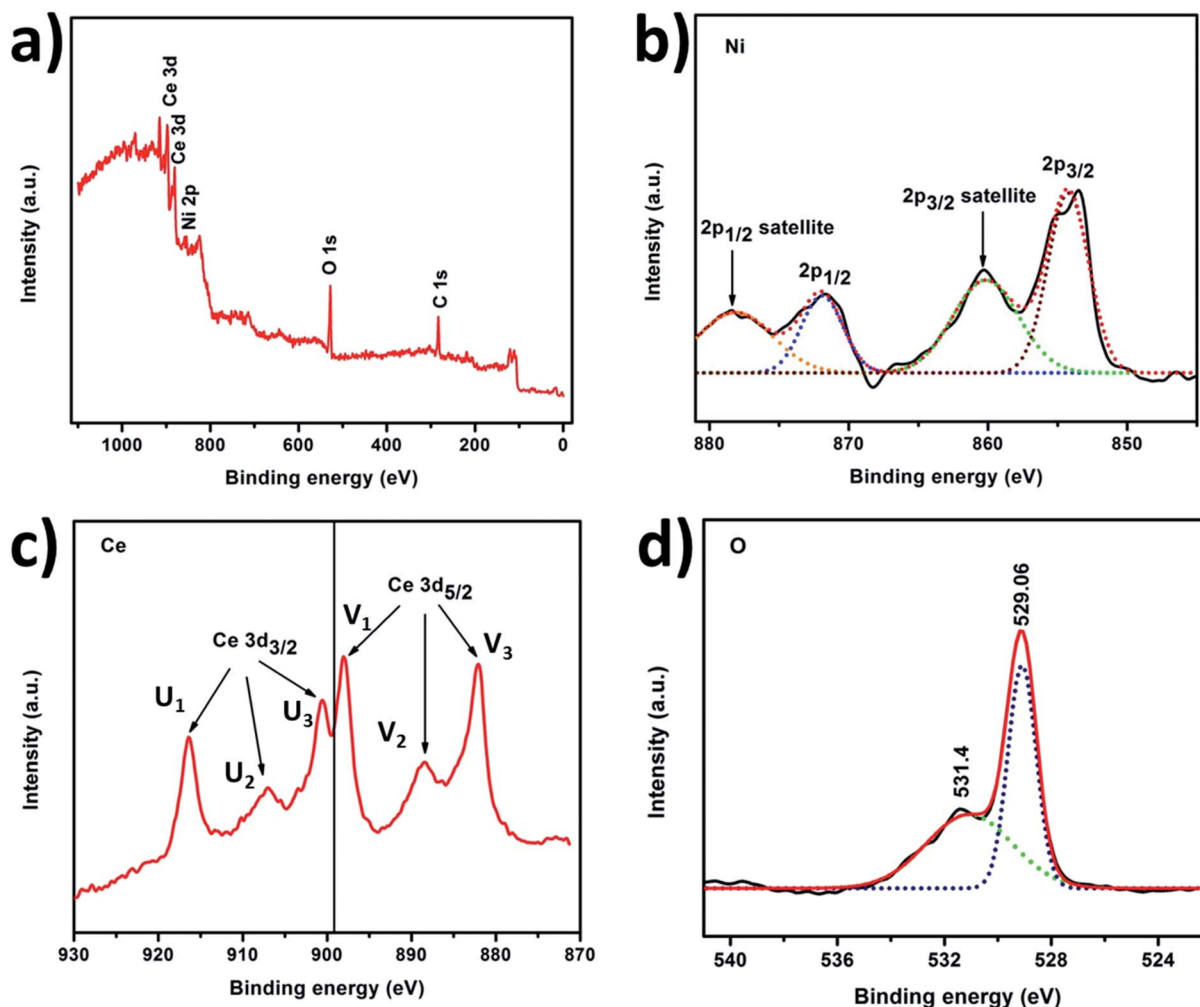 a)
Ce 3d
Ce 3d
Ni 2p
O 1s
C 1s
Intensity (a.u.)
1000 800 600 400 200 0
Binding energy (eV)
b)
Ni
2p1/2 satellite
2p1/2
2p3/2 satellite
2p3/2
Intensity (a.u.)
880 870 860 850
Binding energy (eV)
c)
Ce
Ce 3d3/2
Ce 3d5/2
U1
U2
U3
V1
V2
V3
Intensity (a.u.)
930 920 910 900 890 880 870
Binding energy (eV)
d)
O
531.4
529.06
Intensity (a.u.)
540 536 532 528 524
Binding energy (eV)